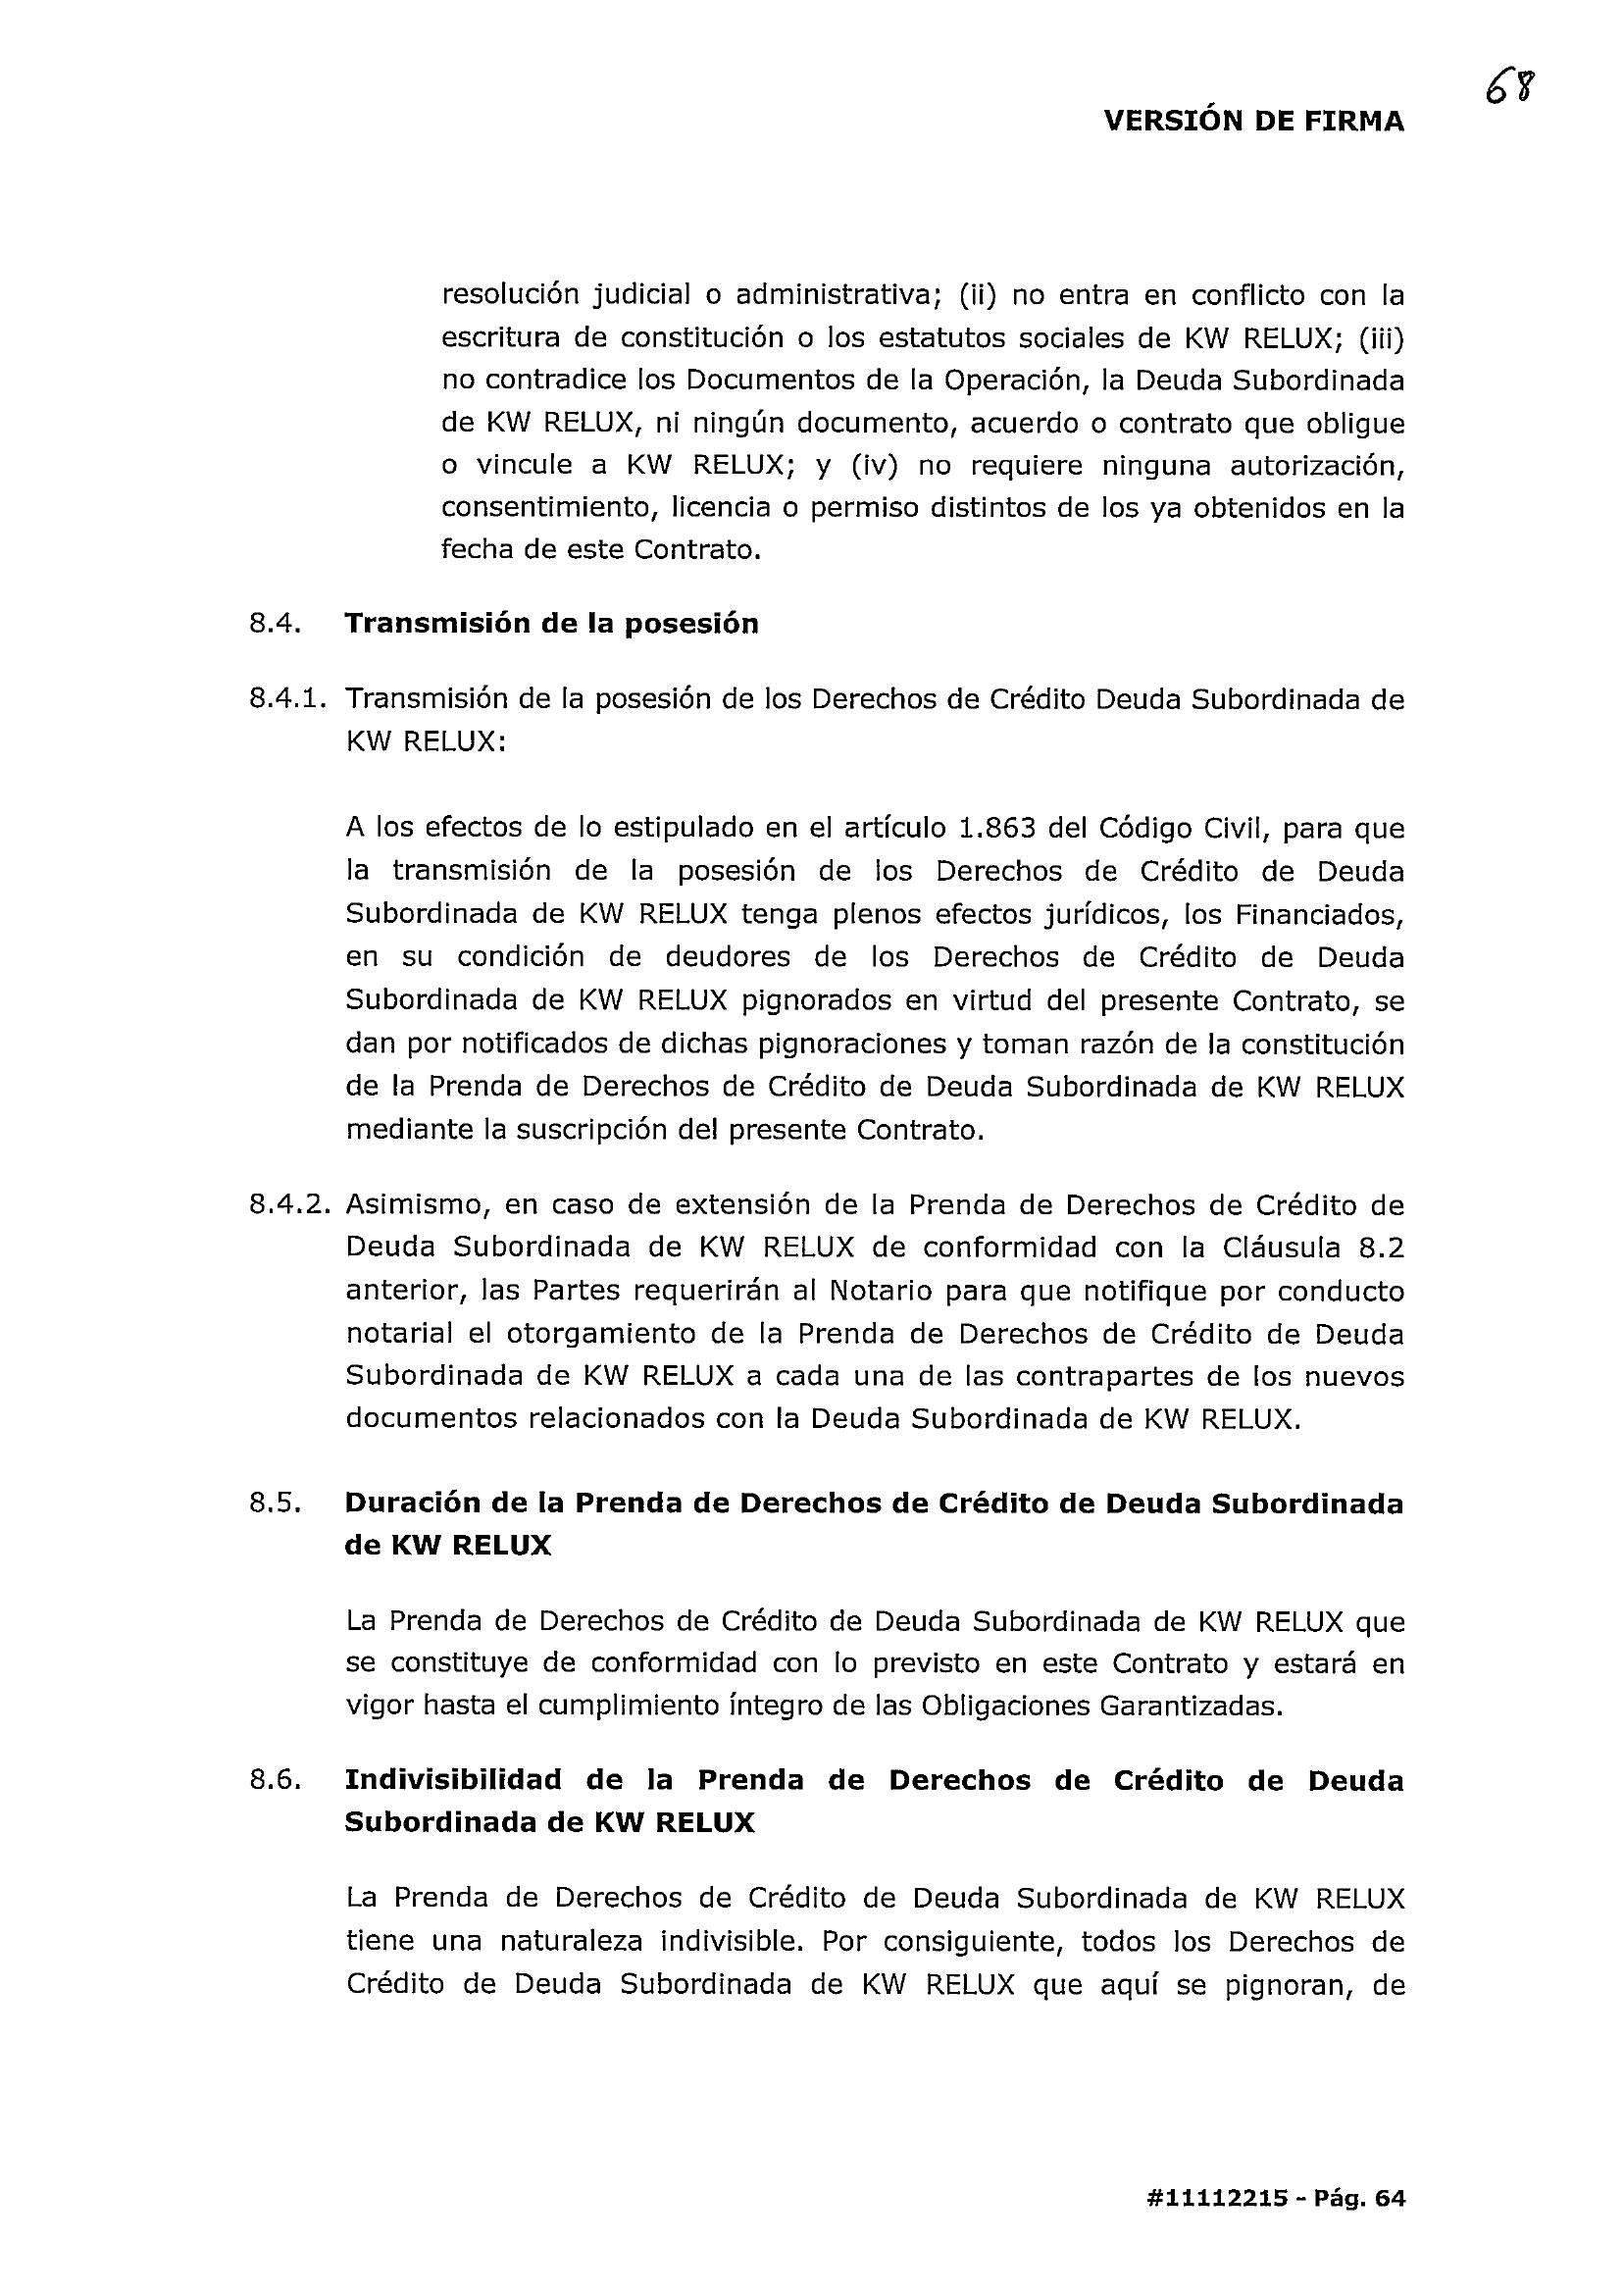 68
VERSIÓN DE FIRMA
resolución judicial o administrativa; (ii) no entra en conflicto con la
escritura de constitución o los estatutos sociales de KW RELUX; (iii)
no contradice los Documentos de la Operación, la Deuda Subordinada
de KW RELUX, ni ningún documento, acuerdo o contrato que obligue
o vincule a KW RELUX; y (iv) no requiere ninguna autorización,
consentimiento, licencia o permiso distintos de los ya obtenidos en la
fecha de este Contrato.
8.4. Transmisión de la posesión
8.4.1. Transmisión de la posesión de los Derechos de Crédito Deuda Subordinada de
KW RELUX:
A los efectos de lo estipulado en el artículo 1.863 del Código Civil, para que
la transmisión de la posesión de los Derechos de Crédito de Deuda
Subordinada de KW RELUX tenga plenos efectos jurídicos, los Financiados,
en su condición de deudores de los Derechos de Crédito de Deuda
Subordinada de KW RELUX pignorados en virtud del presente Contrato, se
dan por notificados de dichas pignoraciones y toman razón de la constitución
de la Prenda de Derechos de Crédito de Deuda Subordinada de KW RELUX
mediante la suscripción del presente Contrato.
8.4.2. Asimismo, en caso de extensión de la Prenda de Derechos de Crédito de
Deuda Subordinada de KW RELUX de conformidad con la Cláusula 8.2
anterior, las Partes requerirán al Notario para que notifique por conducto
notarial el otorgamiento de la Prenda de Derechos de Crédito de Deuda
Subordinada de KW RELUX a cada una de las contrapartes de los nuevos
documentos relacionados con la Deuda Subordinada de KW RELUX.
8.5. Duración de la Prenda de Derechos de Crédito de Deuda Subordinada
de KW RELUX
La Prenda de Derechos de Crédito de Deuda Subordinada de KW RELUX que
se constituye de conformidad con lo previsto en este Contrato y estará en
vigor hasta el cumplimiento íntegro de las Obligaciones Garantizadas.
8.6. Indivisibilidad de la Prenda de Derechos de Crédito de Deuda
Subordinada de KW RELUX
La Prenda de Derechos de Crédito de Deuda Subordinada de KW RELUX
tiene una naturaleza indivisible. Por consiguiente, todos los Derechos de
Crédito de Deuda Subordinada de KW RELUX que aquí se pignoran, de
#11112215 - Pág. 64